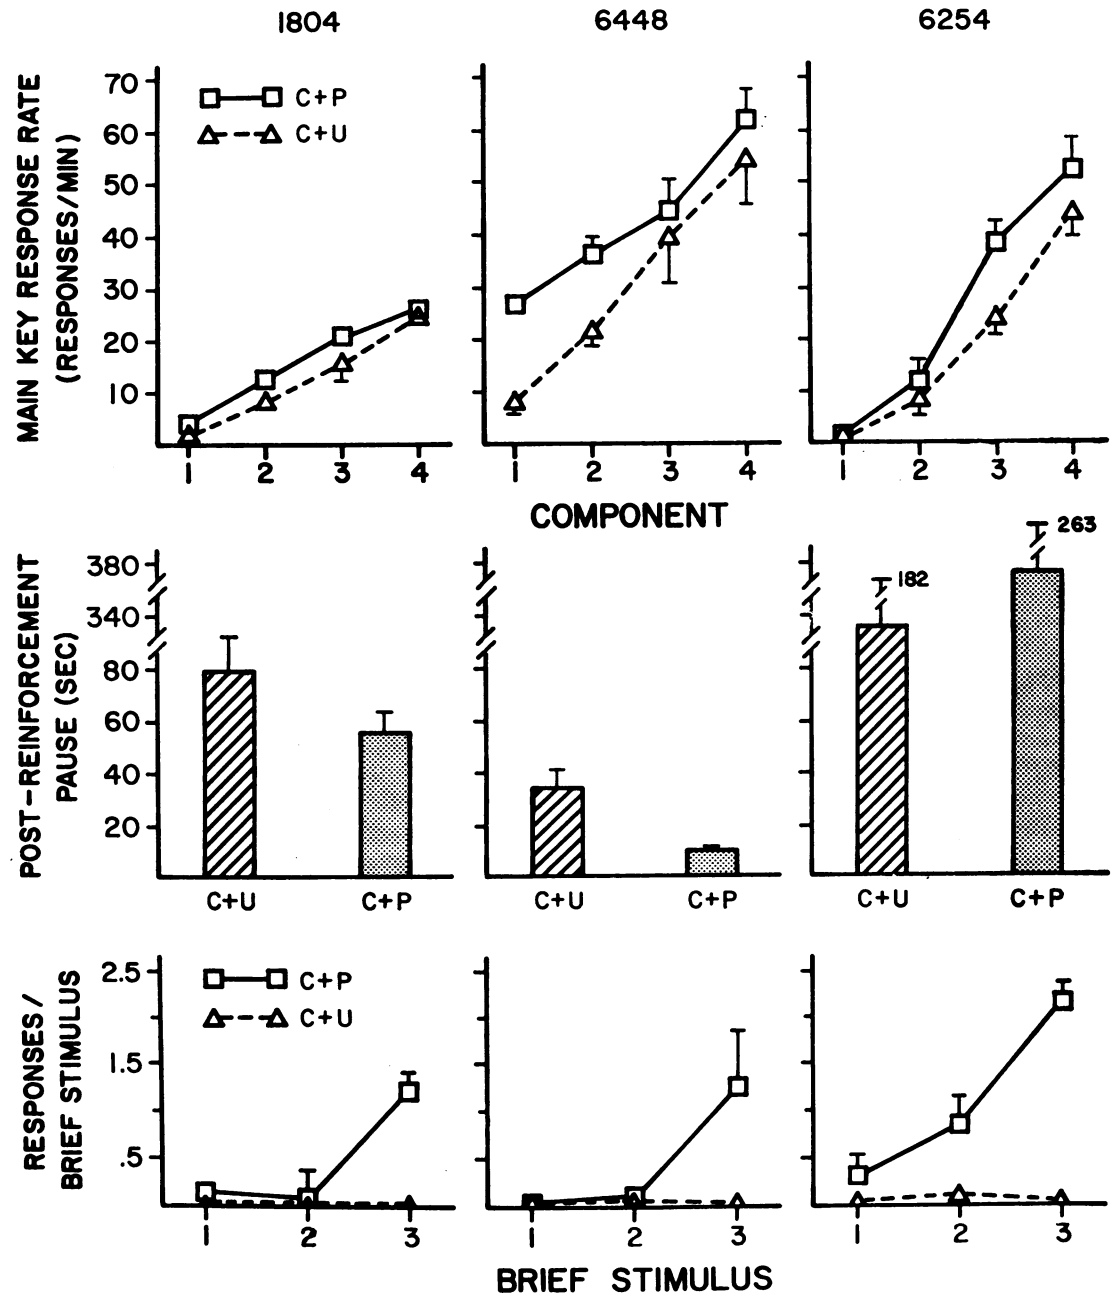 1804
6448
6254
MAIN KEY RESPONSE RATE
(RESPONSES/MIN)
70
60
50
40
30
20
10
C+P
C+U
1 2 3 4
1 2 3 4
1 2 3 4
COMPONENT
POST-REINFORCEMENT
PAUSE (SEC)
380
340
80
60
40
20
182
263
C+U C+P
C+U C+P
C+U C+P
RESPONSES/
BRIEF STIMULUS
2.5
1.5
.5
C+P
C+U
1 2 3
1 2 3
1 2 3
BRIEF STIMULUS